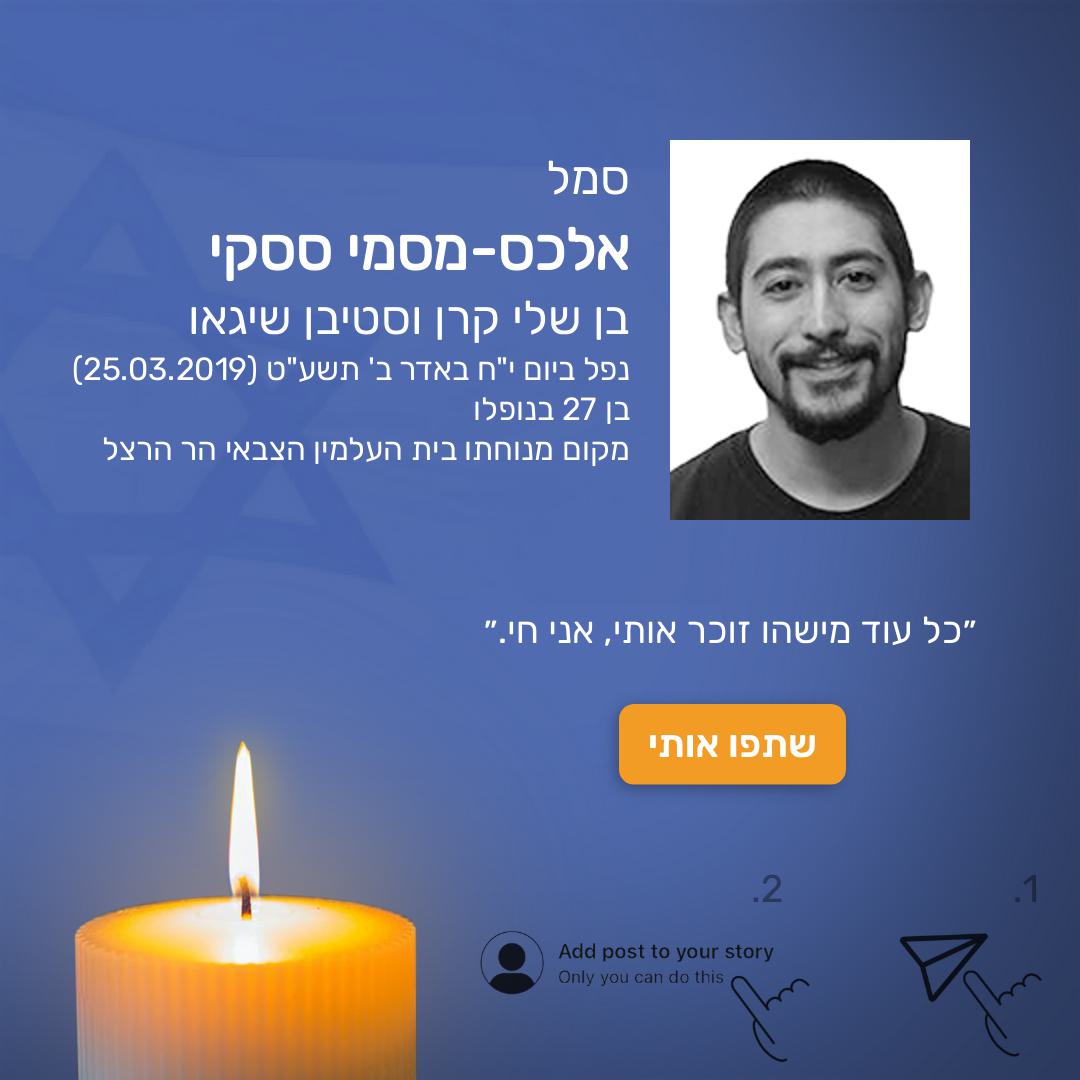 סמל
אלכס-מסמי ססקי
בן שלי קרן וסטיבן שיגאו
נפל ביום י"ח באדר ב' תשע"ט (25.03.2019)
בן 27 בנופלו
מקום מנוחתו בית העלמין הצבאי הר הרצל
״כל עוד מישהו זוכר אותי, אני חי.״
שתפו אותי
1.
2.
Add post to your story
Only you can do this